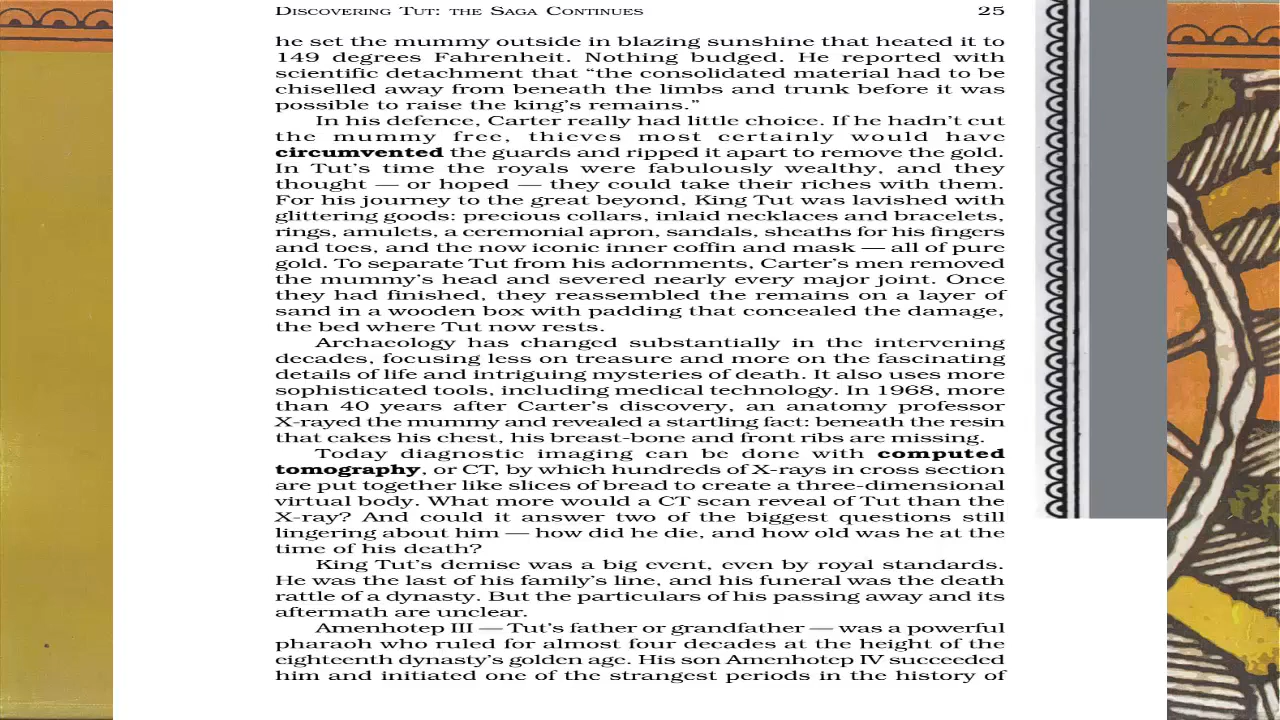 DISCOVERING TUT: THE SAGA CONTINUES 25
he set the mummy outside in blazing sunshine that heated it to
149 degrees Fahrenheit. Nothing budged. He reported with
scientific detachment that “the consolidated material had to be
chiselled away from beneath the limbs and trunk before it was
possible to raise the king’s remains.”
In his defence, Carter really had little choice. If he hadn’t cut
the mummy free, thieves most certainly would have
circumvented the guards and ripped it apart to remove the gold.
In Tut’s time the royals were fabulously wealthy, and they
thought — or hoped — they could take their riches with them.
For his journey to the great beyond, King Tut was lavished with
glittering goods: precious collars, inlaid necklaces and bracelets,
rings, amulets, a ceremonial apron, sandals, sheaths for his fingers
and toes, and the now iconic inner coffin and mask — all of pure
gold. To separate Tut from his adornments, Carter’s men removed
the mummy’s head and severed nearly every major joint. Once
they had finished, they reassembled the remains on a layer of
sand in a wooden box with padding that concealed the damage,
the bed where Tut now rests.
Archaeology has changed substantially in the intervening
decades, focusing less on treasure and more on the fascinating
details of life and intriguing mysteries of death. It also uses more
sophisticated tools, including medical technology. In 1968, more
than 40 years after Carter’s discovery, an anatomy professor
X-rayed the mummy and revealed a startling fact: beneath the resin
that cakes his chest, his breast-bone and front ribs are missing.
Today diagnostic imaging can be done with computed
tomography, or CT, by which hundreds of X-rays in cross section
are put together like slices of bread to create a three-dimensional
virtual body. What more would a CT scan reveal of Tut than the
X-ray? And could it answer two of the biggest questions still
lingering about him — how did he die, and how old was he at the
time of his death?
King Tut’s demise was a big event, even by royal standards.
He was the last of his family’s line, and his funeral was the death
rattle of a dynasty. But the particulars of his passing away and its
aftermath are unclear.
Amenhotep III — Tut’s father or grandfather — was a powerful
pharaoh who ruled for almost four decades at the height of the
eighteenth dynasty’s golden age. His son Amenhotep IV succeeded
him and initiated one of the strangest periods in the history of